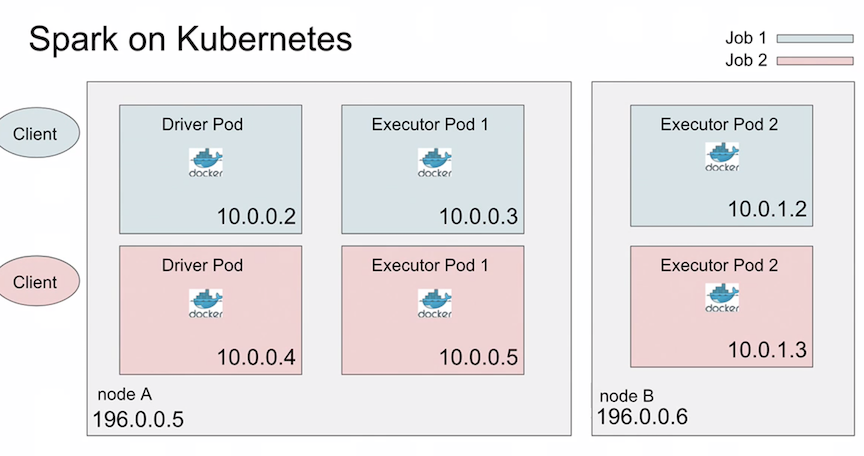 Spark on Kubernetes
Job 1
Job 2
Client
Driver Pod
docker
10.0.0.2
Executor Pod 1
docker
10.0.0.3
Executor Pod 2
docker
10.0.1.2
Client
Driver Pod
docker
10.0.0.4
Executor Pod 1
docker
10.0.0.5
Executor Pod 2
docker
10.0.1.3
node A
196.0.0.5
node B
196.0.0.6